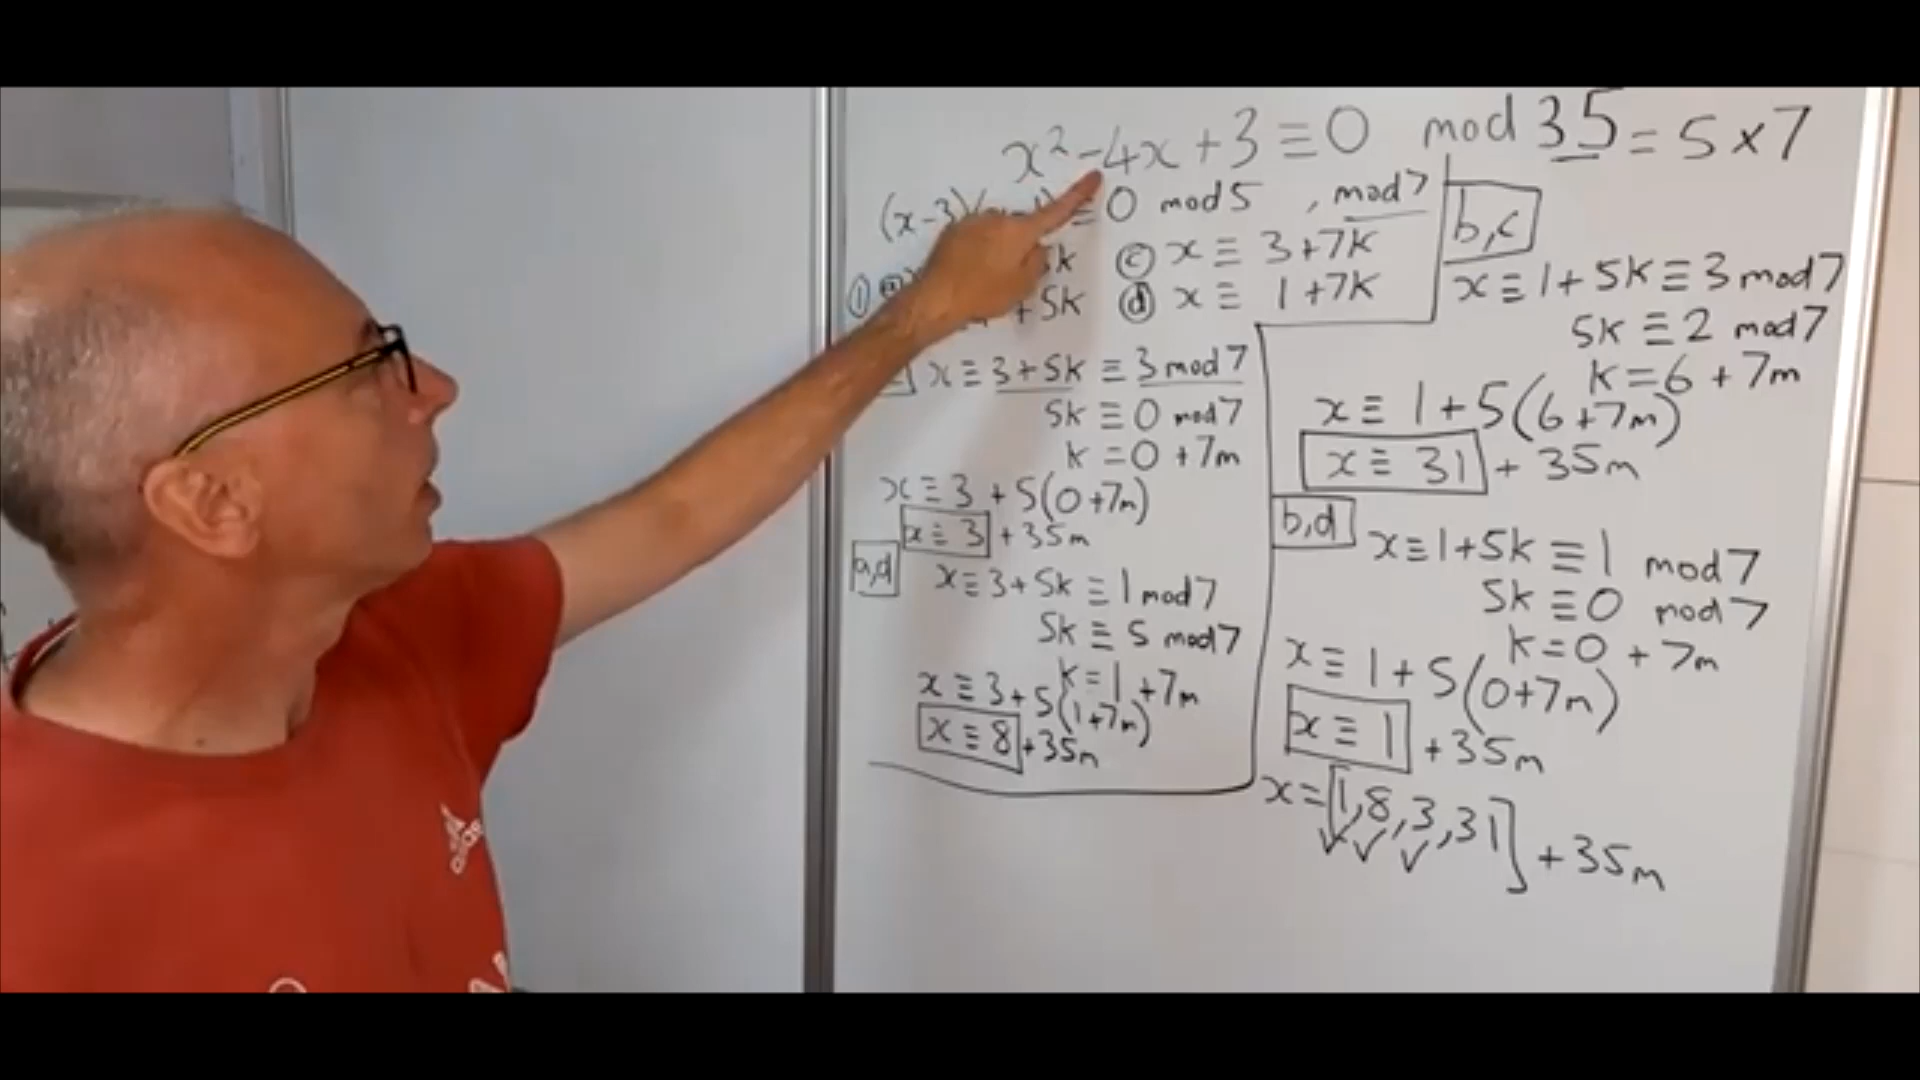 x² - 4x + 3 ≡ 0 mod 35 = 5 × 7
(x-3)(x-1) ≡ 0 mod 5 , mod 7
① ⓐ 5k ⓒ x ≡ 3 + 7k
+ 5k ⓓ x ≡ 1 + 7k
x ≡ 3 + 5k ≡ 3 mod 7
5k ≡ 0 mod 7
k = 0 + 7m
x ≡ 3 + 5(0 + 7m)
x ≡ 3 + 35m
a,d x ≡ 3 + 5k ≡ 1 mod 7
5k ≡ 5 mod 7
k = 1 + 7m
x ≡ 3 + 5(1 + 7m)
x ≡ 8 + 35m
b,c
x ≡ 1 + 5k ≡ 3 mod 7
5k ≡ 2 mod 7
k = 6 + 7m
x ≡ 1 + 5(6 + 7m)
x ≡ 31 + 35m
b,d x ≡ 1 + 5k ≡ 1 mod 7
5k ≡ 0 mod 7
k = 0 + 7m
x ≡ 1 + 5(0 + 7m)
x ≡ 1 + 35m
x = [1, 8, 3, 31] + 35m
adidas